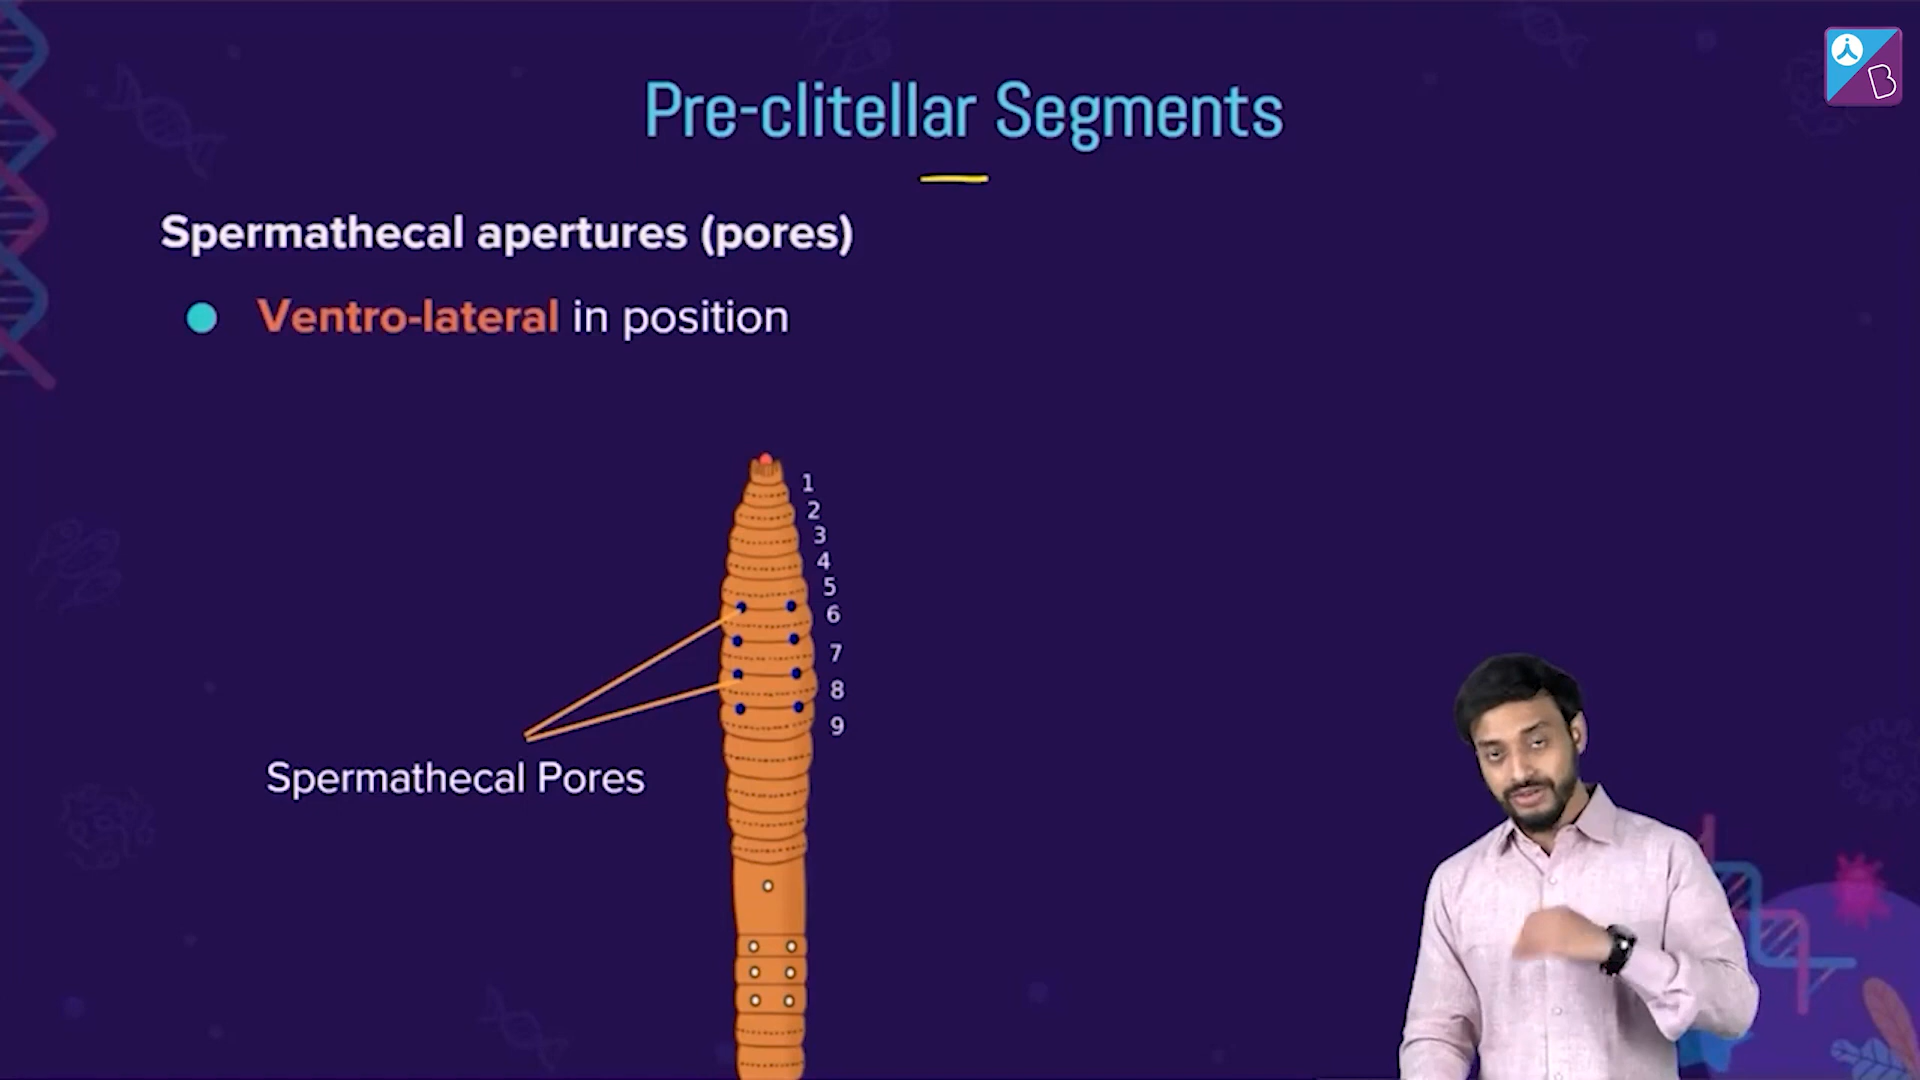 Pre-clitellar Segments
Spermathecal apertures (pores)
Ventro-lateral in position
1
2
3
4
5
6
7
8
9
Spermathecal Pores
B